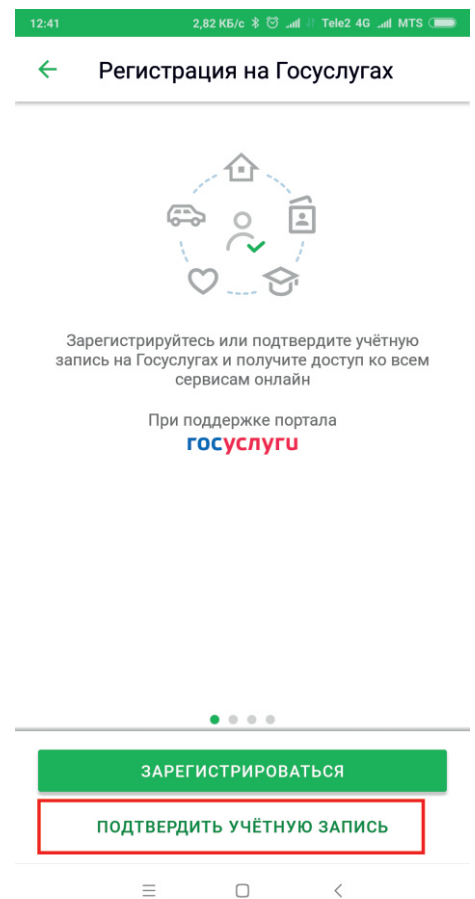 12:41 2,82 КБ/с Tele2 4G MTS
Регистрация на Госуслугах
Зарегистрируйтесь или подтвердите учётную
запись на Госуслугах и получите доступ ко всем
сервисам онлайн
При поддержке портала
госуслуги
ЗАРЕГИСТРИРОВАТЬСЯ
ПОДТВЕРДИТЬ УЧЁТНУЮ ЗАПИСЬ